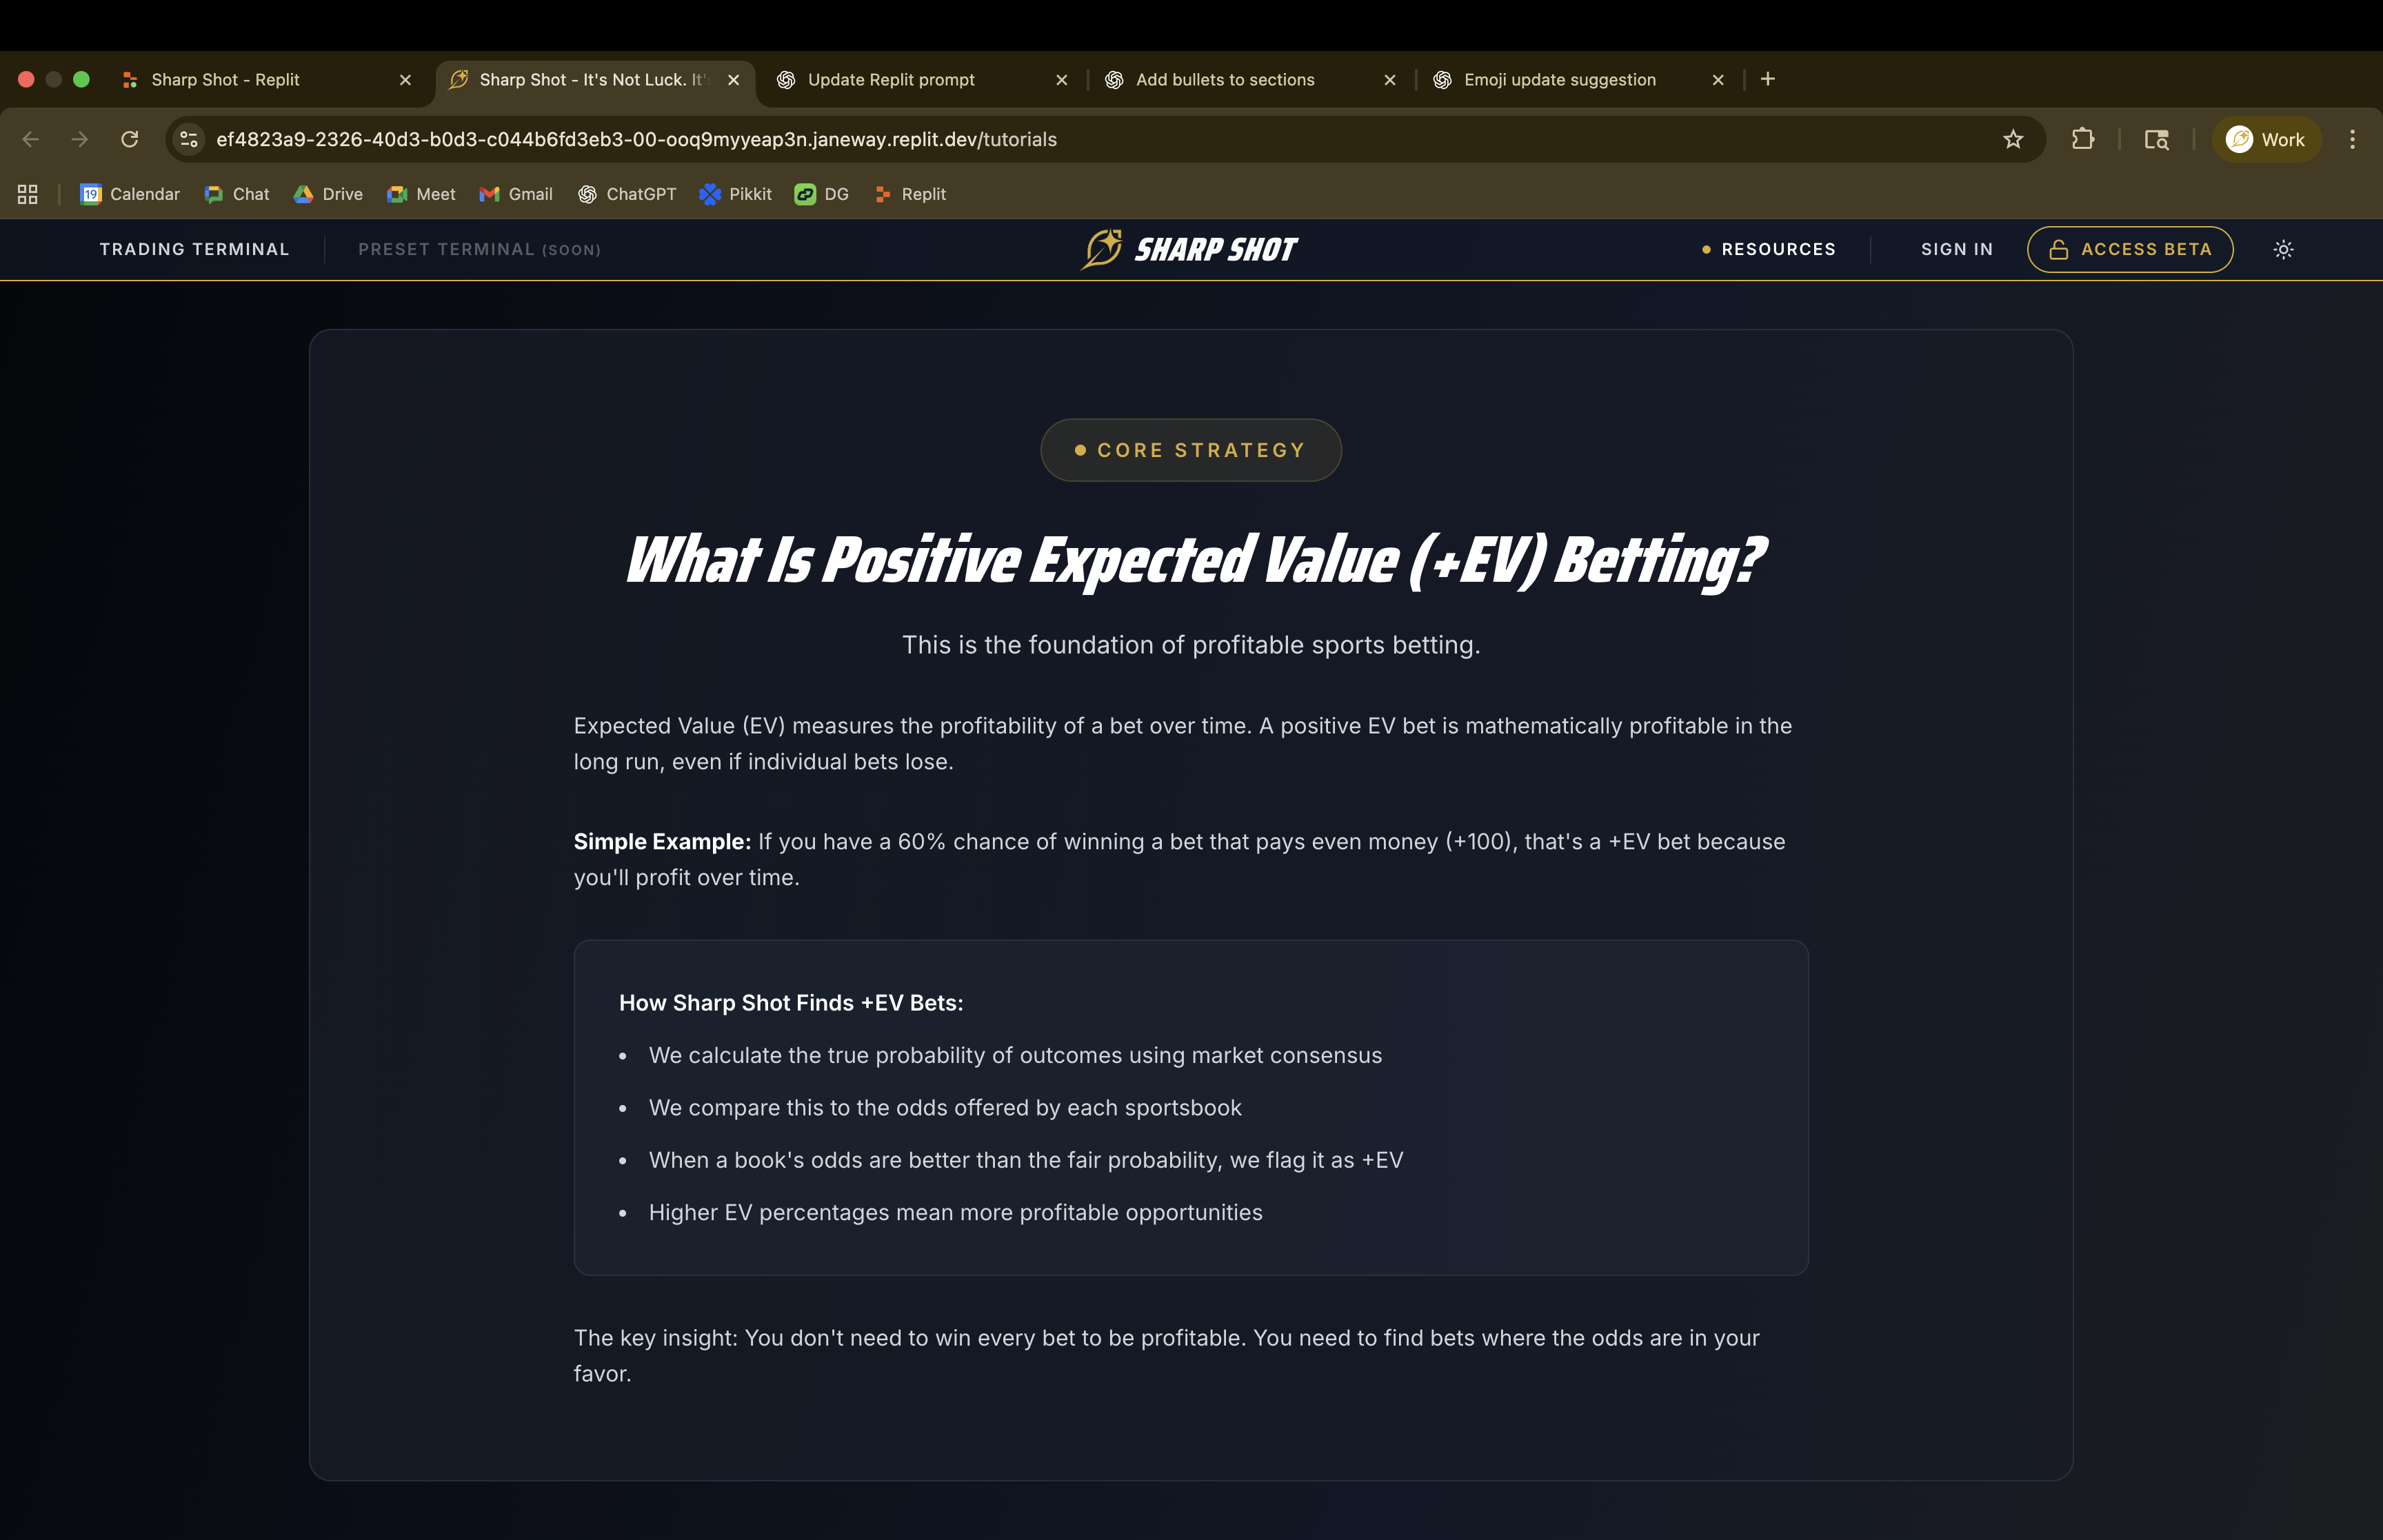 Sharp Shot - Replit
Sharp Shot - It's Not Luck. It's
Update Replit prompt
Add bullets to sections
Emoji update suggestion
ef4823a9-2326-40d3-b0d3-c044b6fd3eb3-00-ooq9myyeap3n.janeway.replit.dev/tutorials
Work
19
Calendar
Chat
Drive
Meet
Gmail
ChatGPT
Pikkit
DG
Replit
TRADING TERMINAL
PRESET TERMINAL (SOON)
SHARP SHOT
RESOURCES
SIGN IN
ACCESS BETA
CORE STRATEGY
What Is Positive Expected Value (+EV) Betting?
This is the foundation of profitable sports betting.
Expected Value (EV) measures the profitability of a bet over time. A positive EV bet is mathematically profitable in the
long run, even if individual bets lose.
Simple Example: If you have a 60% chance of winning a bet that pays even money (+100), that's a +EV bet because
you'll profit over time.
How Sharp Shot Finds +EV Bets:
• We calculate the true probability of outcomes using market consensus
• We compare this to the odds offered by each sportsbook
• When a book's odds are better than the fair probability, we flag it as +EV
• Higher EV percentages mean more profitable opportunities
The key insight: You don't need to win every bet to be profitable. You need to find bets where the odds are in your
favor.